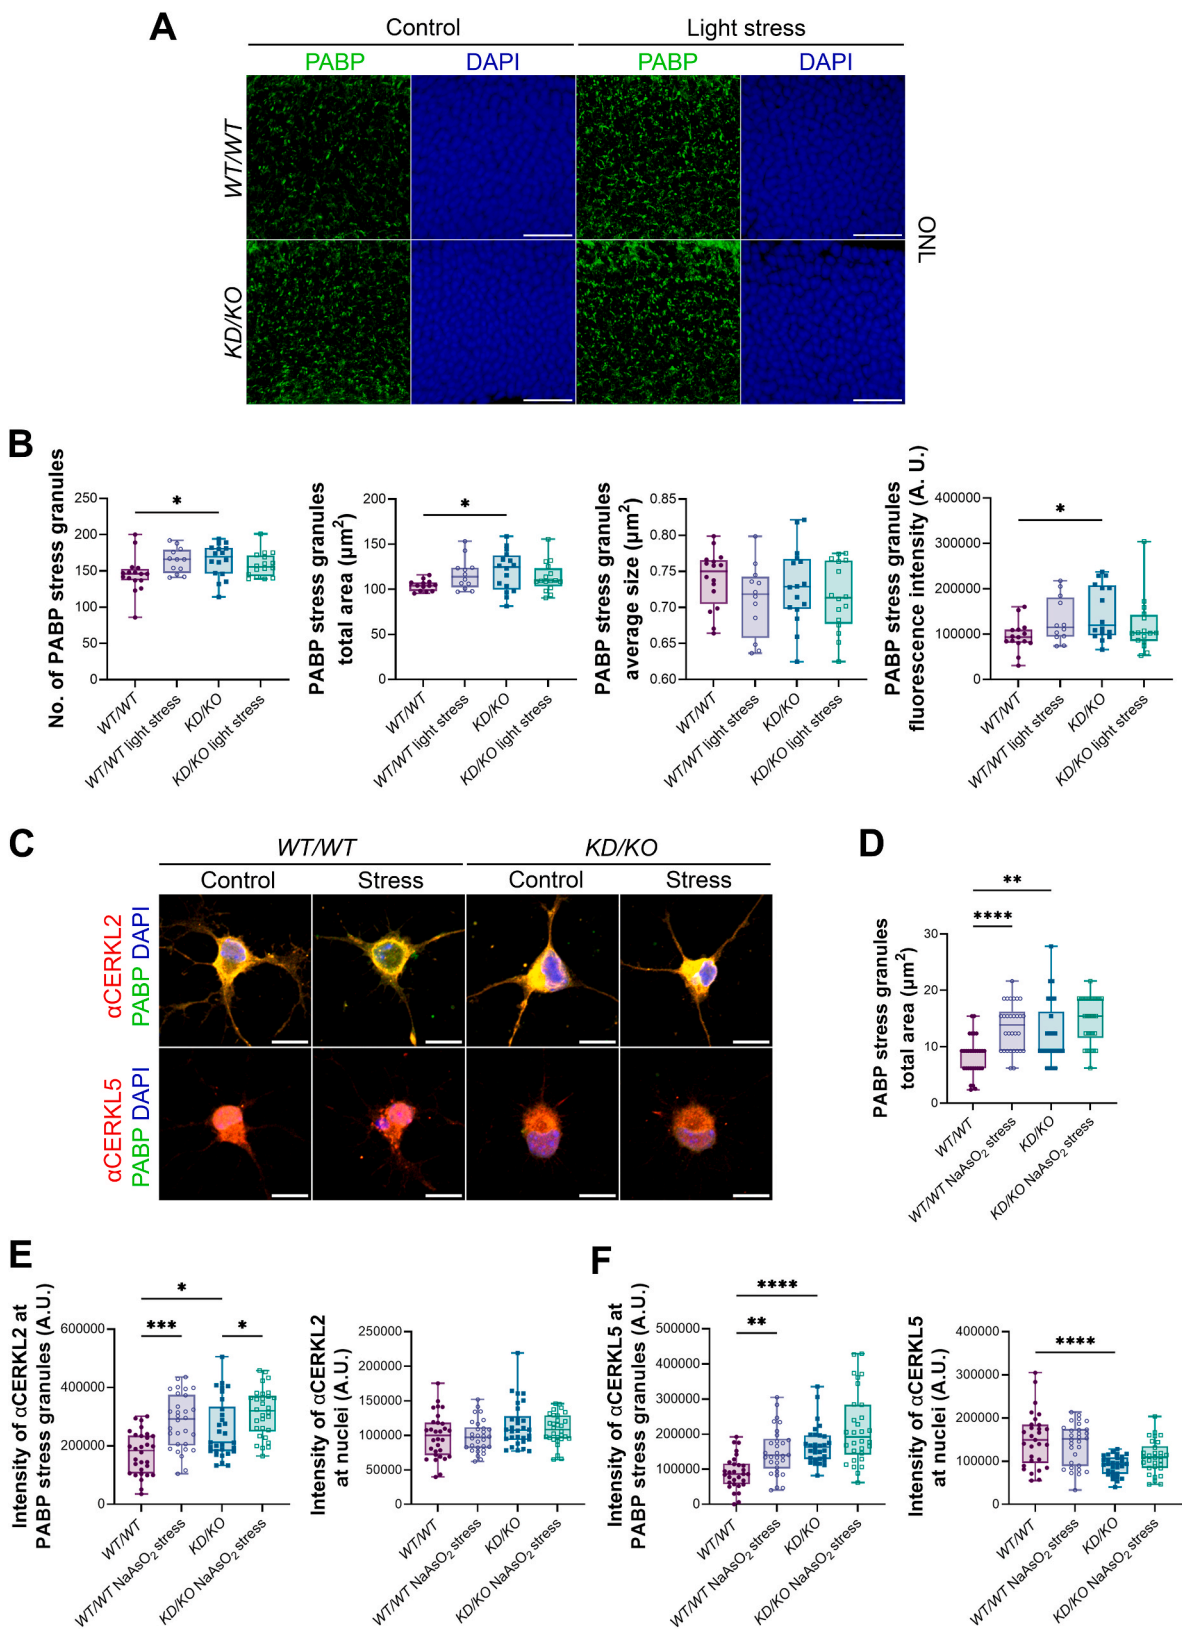 A
Control
Light stress
PABP
DAPI
PABP
DAPI
WT/WT
KD/KO
ONL
B
No. of PABP stress granules
250
200
150
100
50
0
WT/WT
WT/WT light stress
KD/KO
KD/KO light stress
*
PABP stress granules
total area (µm²)
200
150
100
50
0
WT/WT
WT/WT light stress
KD/KO
KD/KO light stress
*
PABP stress granules
average size (µm²)
0.85
0.80
0.75
0.70
0.65
0.60
WT/WT
WT/WT light stress
KD/KO
KD/KO light stress
PABP stress granules
fluorescence intensity (A. U.)
400000
300000
200000
100000
0
WT/WT
WT/WT light stress
KD/KO
KD/KO light stress
*
C
WT/WT
KD/KO
Control
Stress
Control
Stress
αCERKL2
PABP DAPI
αCERKL5
PABP DAPI
D
**
****
PABP stress granules
total area (µm²)
30
20
10
0
WT/WT
WT/WT NaAsO₂ stress
KD/KO
KD/KO NaAsO₂ stress
E
*
***
*
Intensity of αCERKL2 at
PABP stress granules (A.U.)
600000
400000
200000
0
WT/WT
WT/WT NaAsO₂ stress
KD/KO
KD/KO NaAsO₂ stress
Intensity of αCERKL2
at nuclei (A.U.)
250000
200000
150000
100000
50000
0
WT/WT
WT/WT NaAsO₂ stress
KD/KO
KD/KO NaAsO₂ stress
F
****
**
Intensity of αCERKL5 at
PABP stress granules (A.U.)
500000
400000
300000
200000
100000
0
WT/WT
WT/WT NaAsO₂ stress
KD/KO
KD/KO NaAsO₂ stress
****
Intensity of αCERKL5
at nuclei (A.U.)
400000
300000
200000
100000
0
WT/WT
WT/WT NaAsO₂ stress
KD/KO
KD/KO NaAsO₂ stress